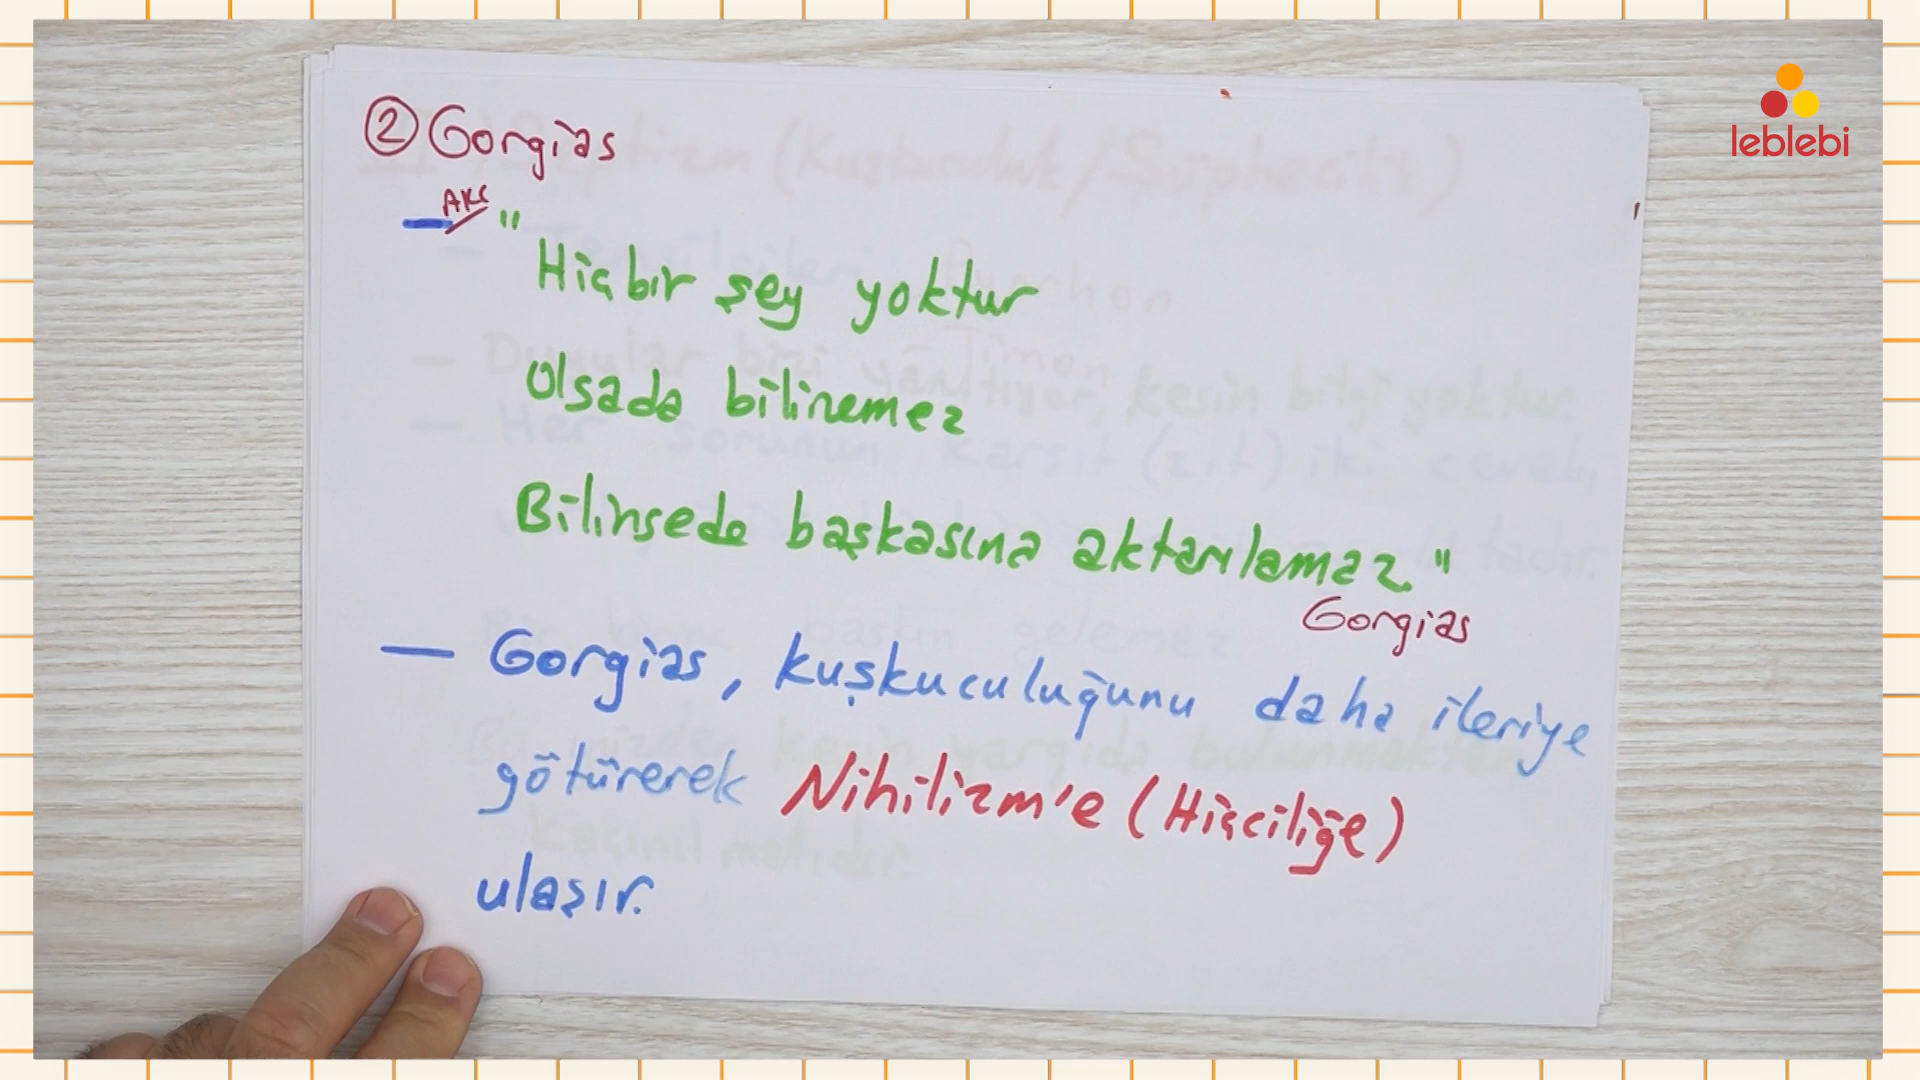 ② Gorgias
"
Hiçbir şey yoktur
Olsada bilinemez
Bilinsede başkasına aktarılamaz."
Gorgias
— Gorgias, kuşkuculuğunu daha ileriye
götürerek Nihilizm'e (Hiççiliğe)
ulaşır.
leblebi